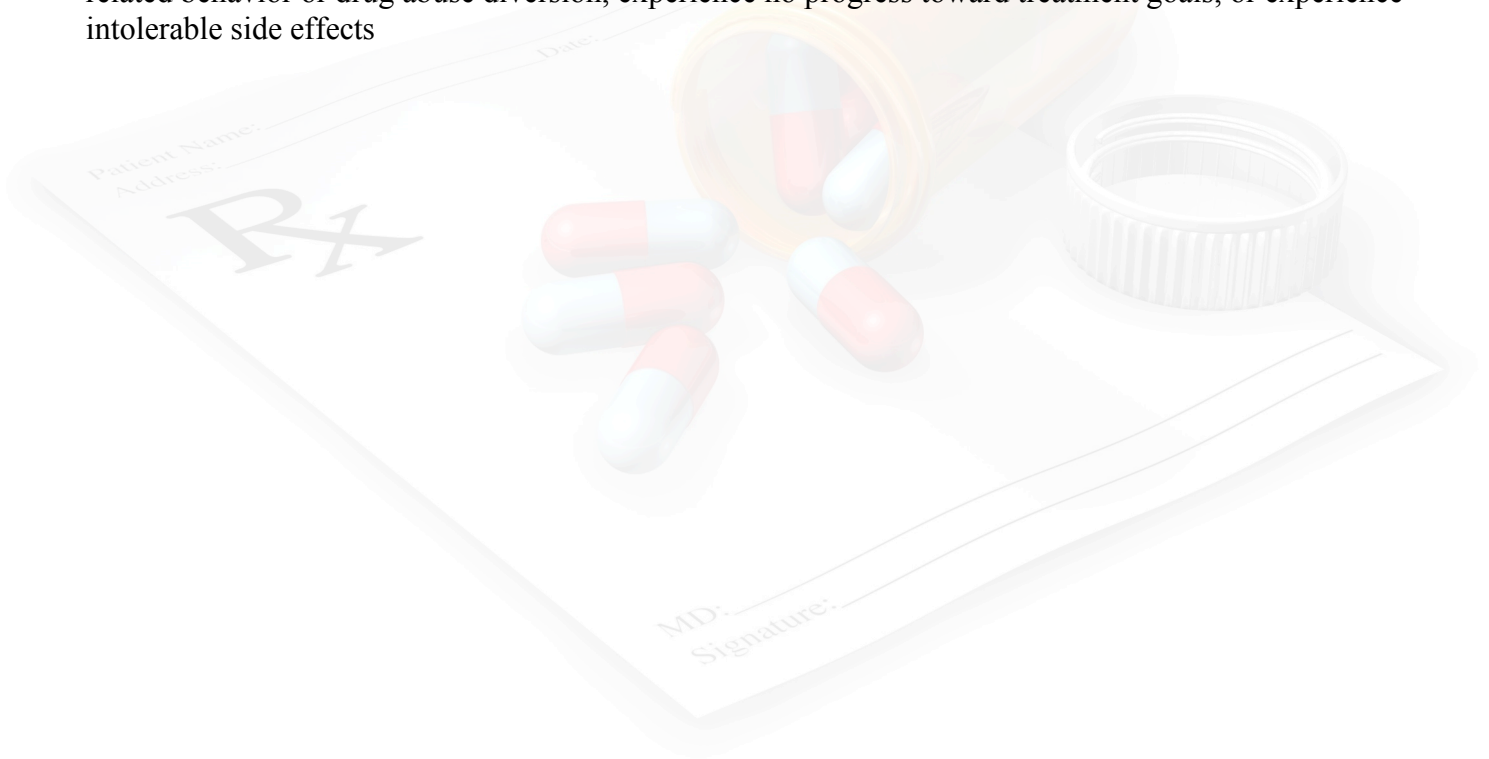 related behavior or drug abuse diversion, experience no progress toward treatment goals, or experience
intolerable side effects
Date:
Patient Name:
Address:
Rx
MD:
Signature: